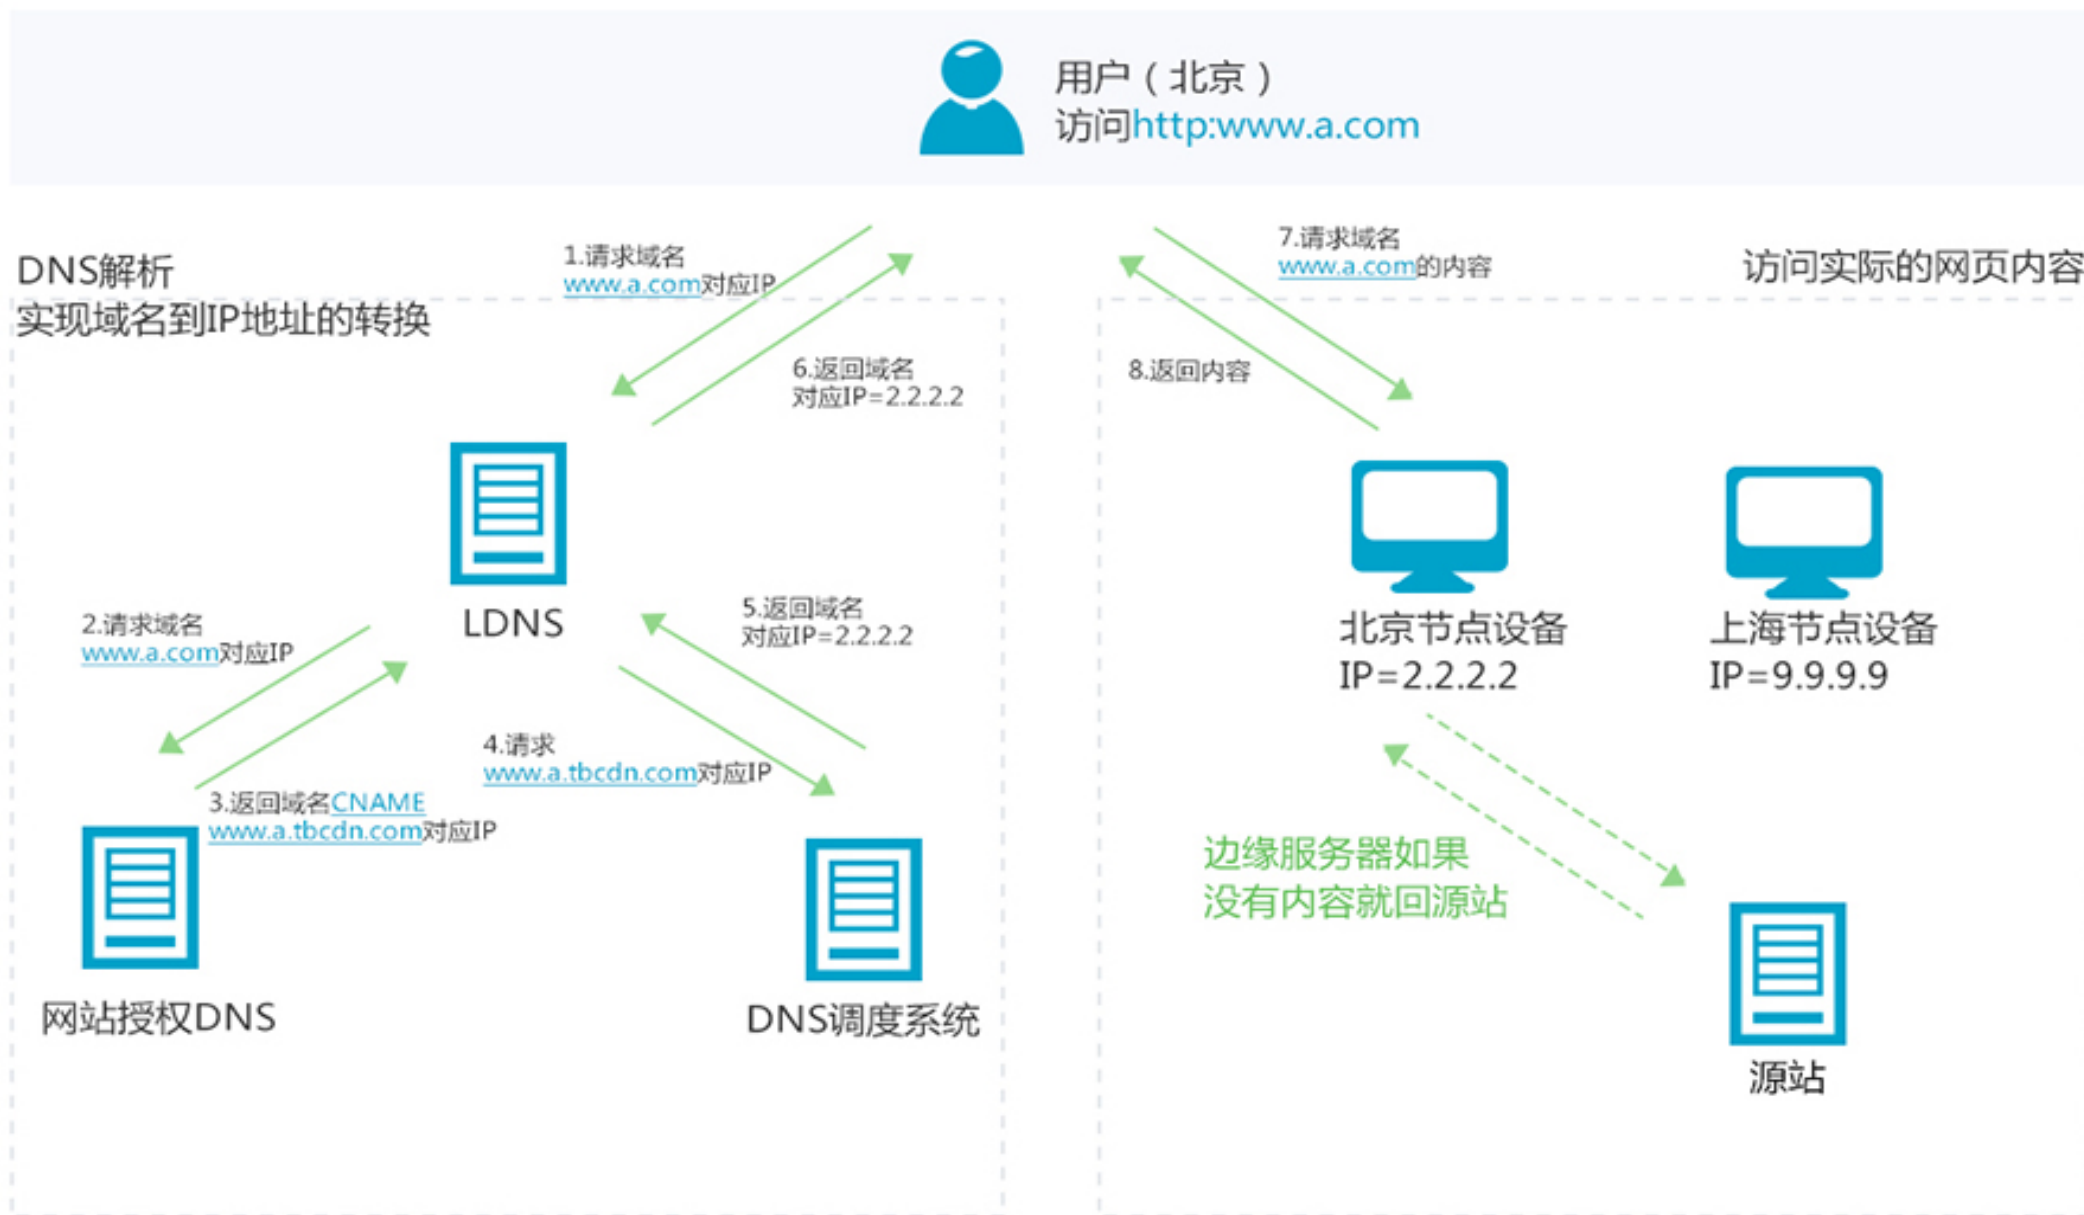 用户（北京）
访问http:www.a.com
DNS解析
实现域名到IP地址的转换
1.请求域名
www.a.com对应IP
6.返回域名
对应IP=2.2.2.2
LDNS
2.请求域名
www.a.com对应IP
3.返回域名CNAME
www.a.tbcdn.com对应IP
4.请求
www.a.tbcdn.com对应IP
5.返回域名
对应IP=2.2.2.2
网站授权DNS
DNS调度系统
访问实际的网页内容
7.请求域名
www.a.com的内容
8.返回内容
北京节点设备
IP=2.2.2.2
上海节点设备
IP=9.9.9.9
边缘服务器如果
没有内容就回源站
源站